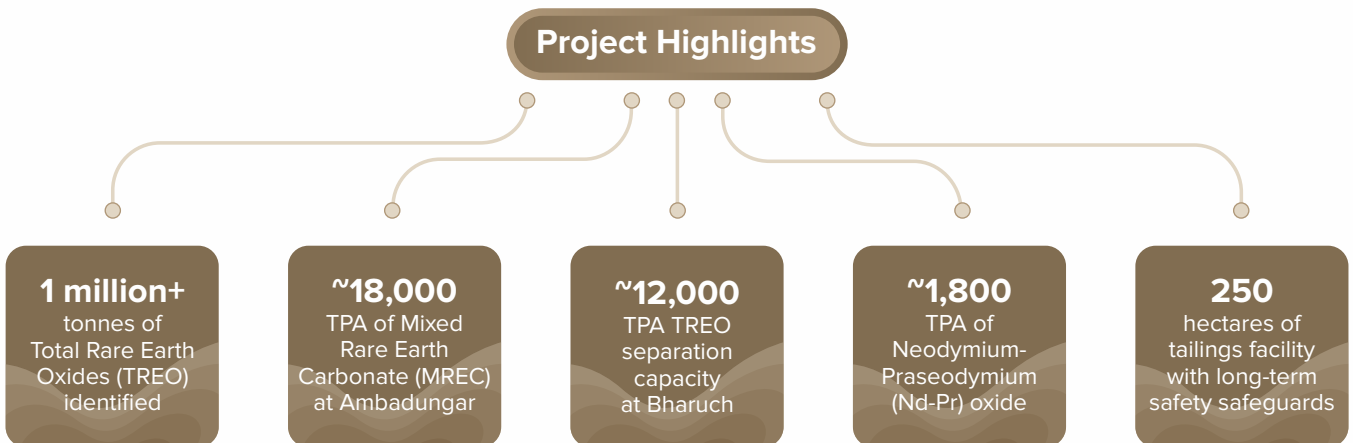 Project Highlights
1 million+
tonnes of
Total Rare Earth
Oxides (TREO)
identified
~18,000
TPA of Mixed
Rare Earth
Carbonate (MREC)
at Ambadungar
~12,000
TPA TREO
separation
capacity
at Bharuch
~1,800
TPA of
Neodymium-
Praseodymium
(Nd-Pr) oxide
250
hectares of
tailings facility
with long-term
safety safeguards